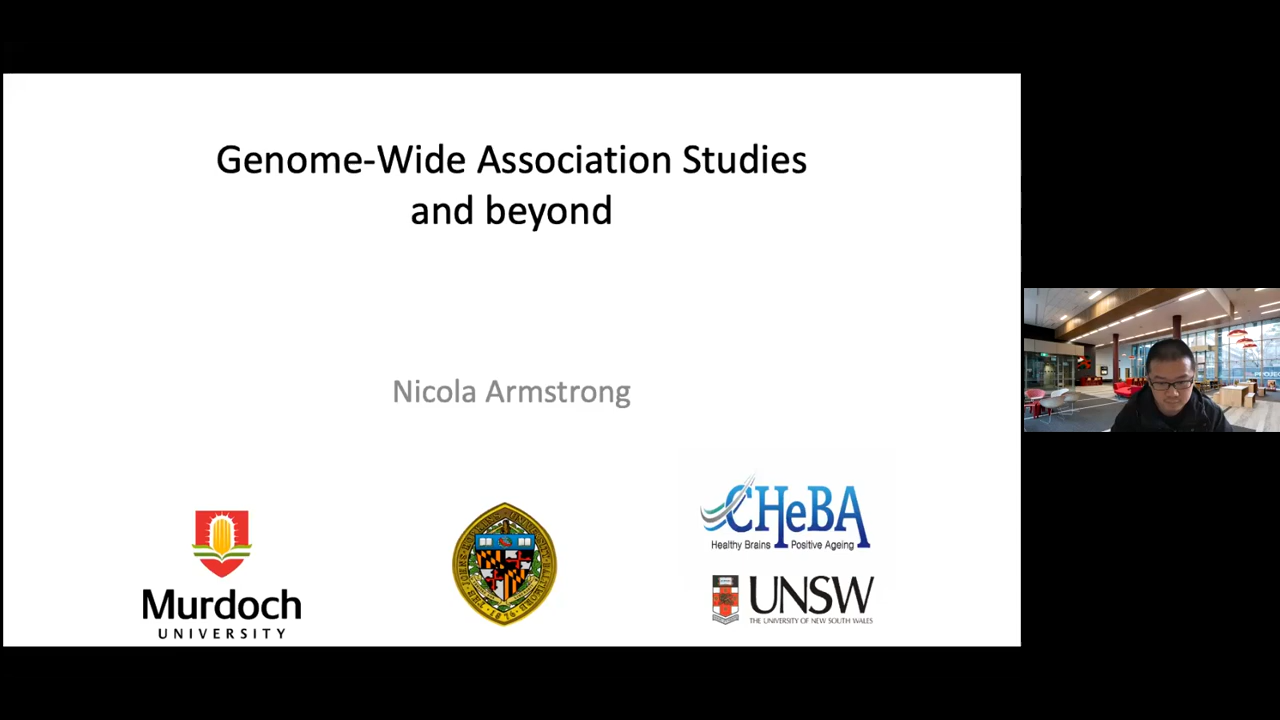 Genome-Wide Association Studies
and beyond
Nicola Armstrong
Murdoch
UNIVERSITY
CHeBA
Healthy Brains Positive Ageing
UNSW
THE UNIVERSITY OF NEW SOUTH WALES